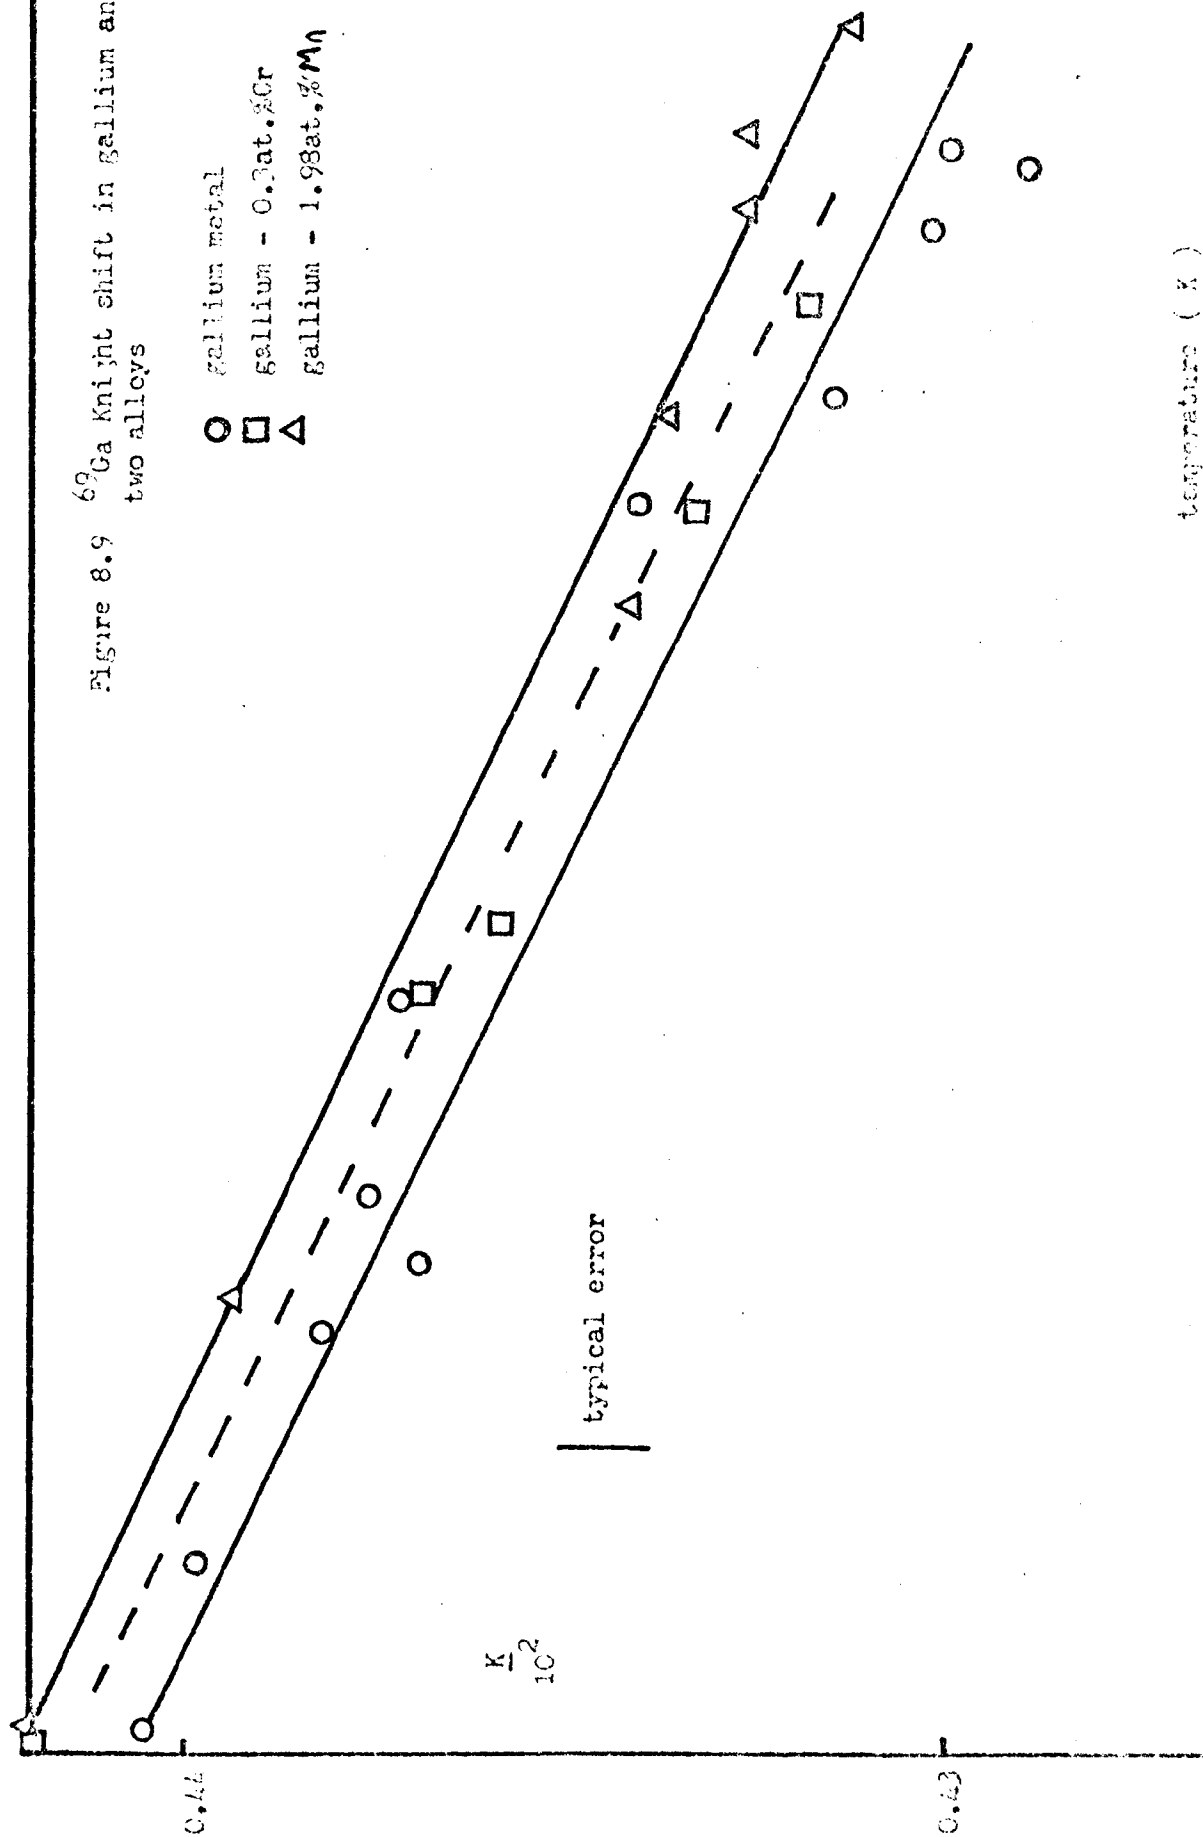 Figure 8.9 ⁶⁹Ga Knight shift in gallium an
two alloys
gallium metal
gallium - 0.3at.%Cr
gallium - 1.98at.%Mn
0.44
K
10²
typical error
0.43
temperature ( K )